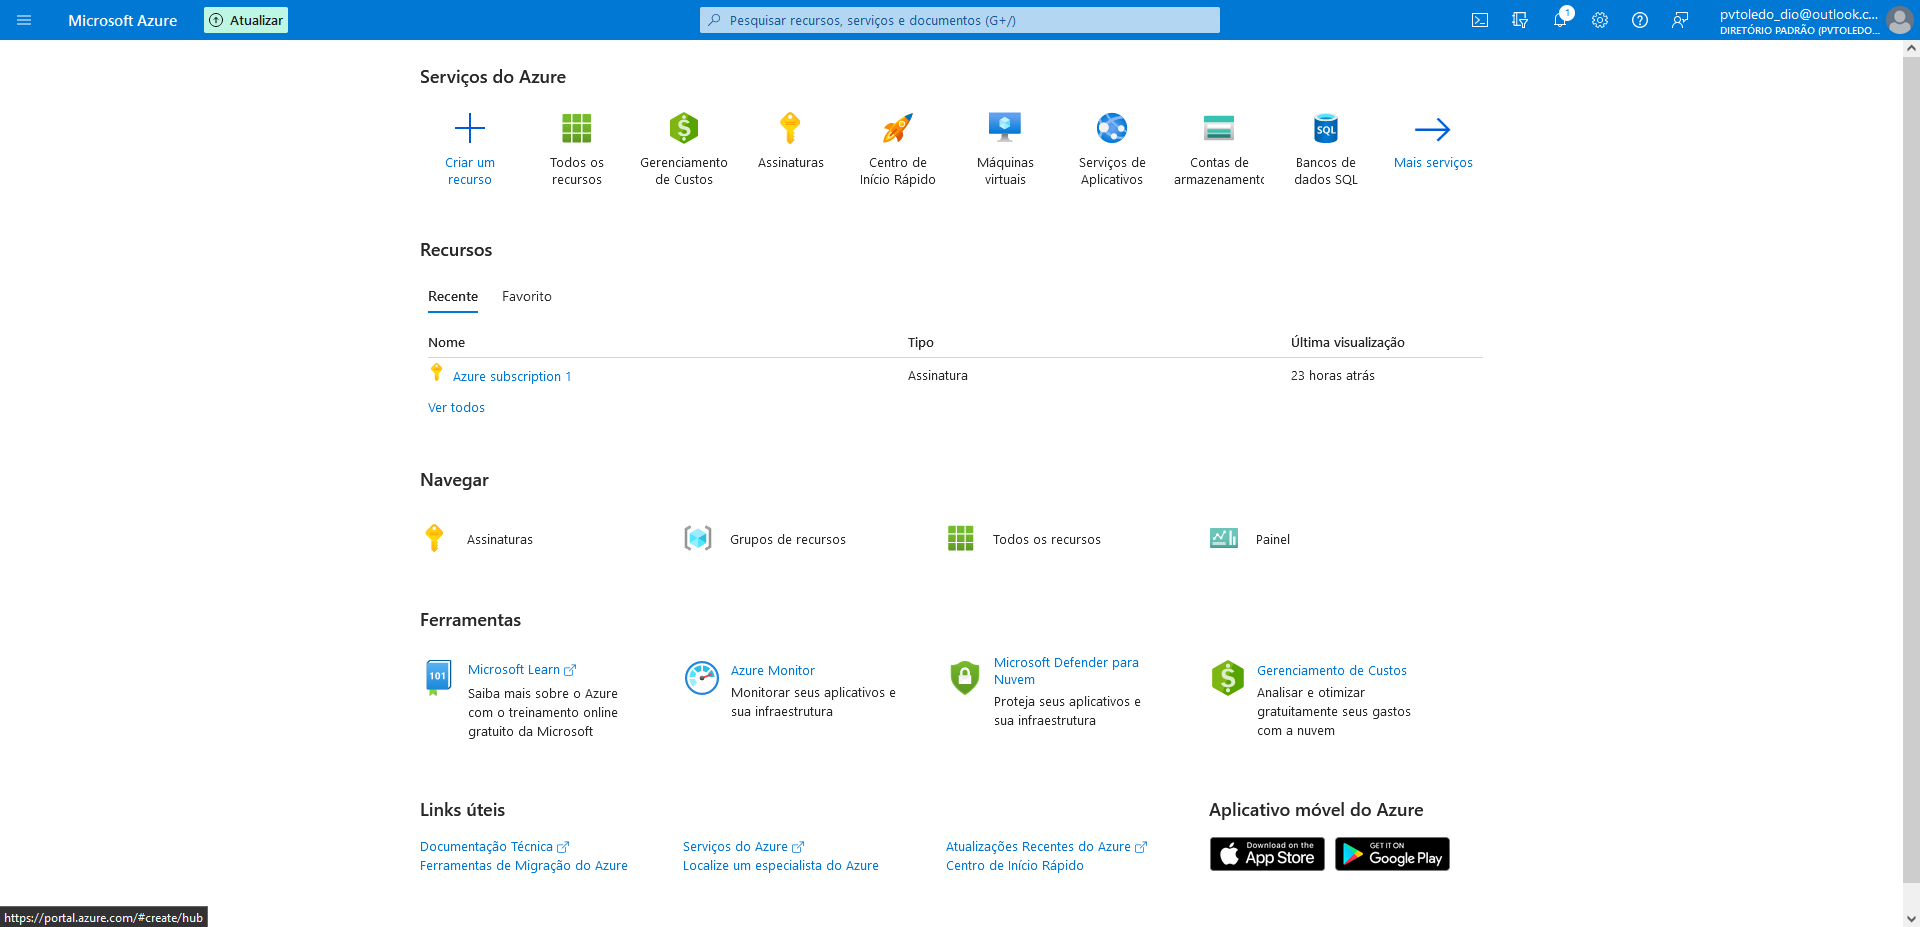 Microsoft Azure
Atualizar
Pesquisar recursos, serviços e documentos (G+/)
1
pvtoledo_dio@outlook.c...
DIRETÓRIO PADRÃO (PVTOLEDO...
Serviços do Azure
Criar um
recurso
Todos os
recursos
Gerenciamento
de Custos
Assinaturas
Centro de
Início Rápido
Máquinas
virtuais
Serviços de
Aplicativos
Contas de
armazenamento
SQL
Bancos de
dados SQL
Mais serviços
Recursos
Recente
Favorito
Nome
Tipo
Última visualização
Azure subscription 1
Assinatura
23 horas atrás
Ver todos
Navegar
Assinaturas
Grupos de recursos
Todos os recursos
Painel
Ferramentas
101
Microsoft Learn
Saiba mais sobre o Azure
com o treinamento online
gratuito da Microsoft
Azure Monitor
Monitorar seus aplicativos e
sua infraestrutura
Microsoft Defender para
Nuvem
Proteja seus aplicativos e
sua infraestrutura
Gerenciamento de Custos
Analisar e otimizar
gratuitamente seus gastos
com a nuvem
Links úteis
Documentação Técnica
Ferramentas de Migração do Azure
Serviços do Azure
Localize um especialista do Azure
Atualizações Recentes do Azure
Centro de Início Rápido
Aplicativo móvel do Azure
Download on the
App Store
GET IT ON
Google Play
https://portal.azure.com/#create/hub